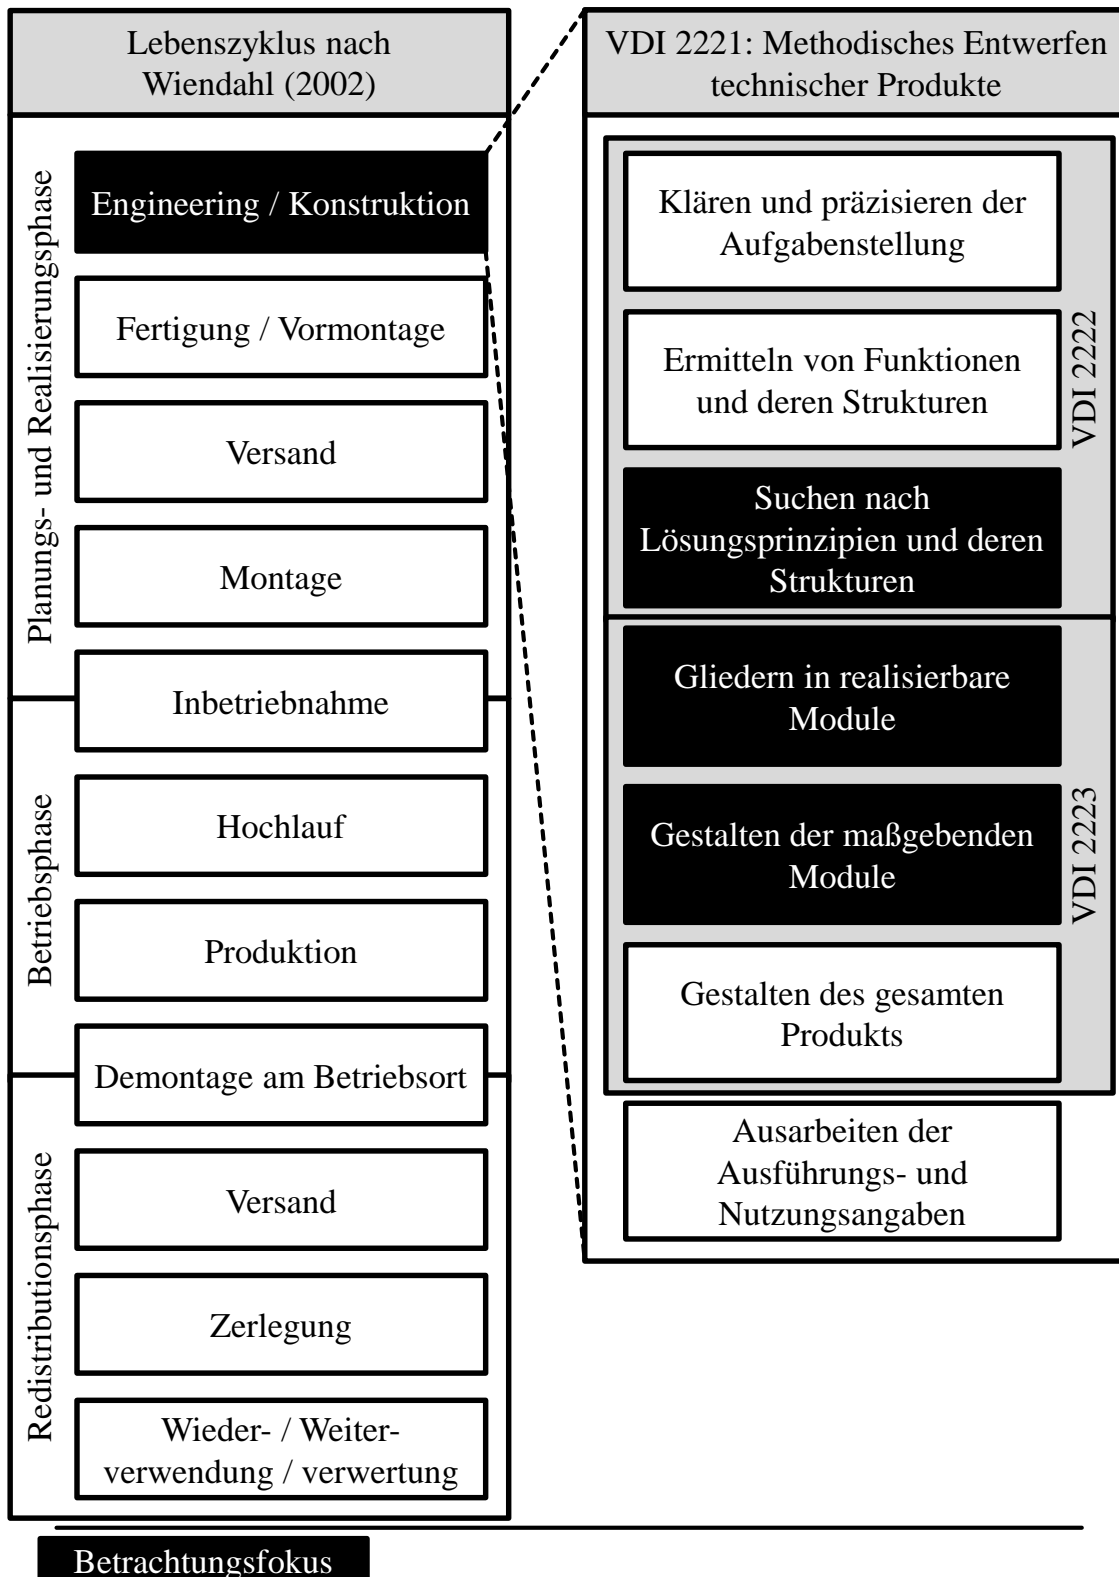 Lebenszyklus nach
Wiendahl (2002)
Planungs- und Realisierungsphase
Engineering / Konstruktion
Fertigung / Vormontage
Versand
Montage
Inbetriebnahme
Betriebsphase
Hochlauf
Produktion
Demontage am Betriebsort
Redistributionsphase
Versand
Zerlegung
Wieder- / Weiter-
verwendung / verwertung
VDI 2221: Methodisches Entwerfen
technischer Produkte
Klären und präzisieren der
Aufgabenstellung
Ermitteln von Funktionen
und deren Strukturen
VDI 2222
Suchen nach
Lösungsprinzipien und deren
Strukturen
Gliedern in realisierbare
Module
Gestalten der maßgebenden
Module
VDI 2223
Gestalten des gesamten
Produkts
Ausarbeiten der
Ausführungs- und
Nutzungsangaben
Betrachtungsfokus